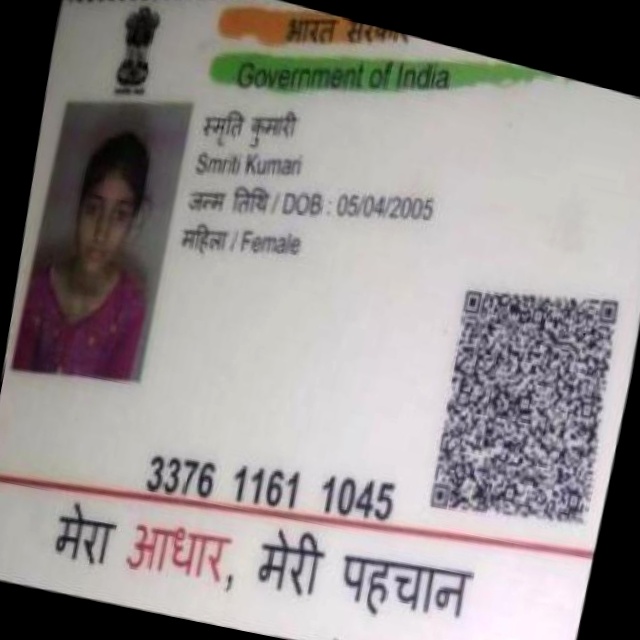 भारत सरकार
Government of India
स्मृति कुमारी
Smriti Kumari
जन्म तिथि / DOB : 05/04/2005
महिला / Female
3376 1161 1045
मेरा आधार, मेरी पहचान